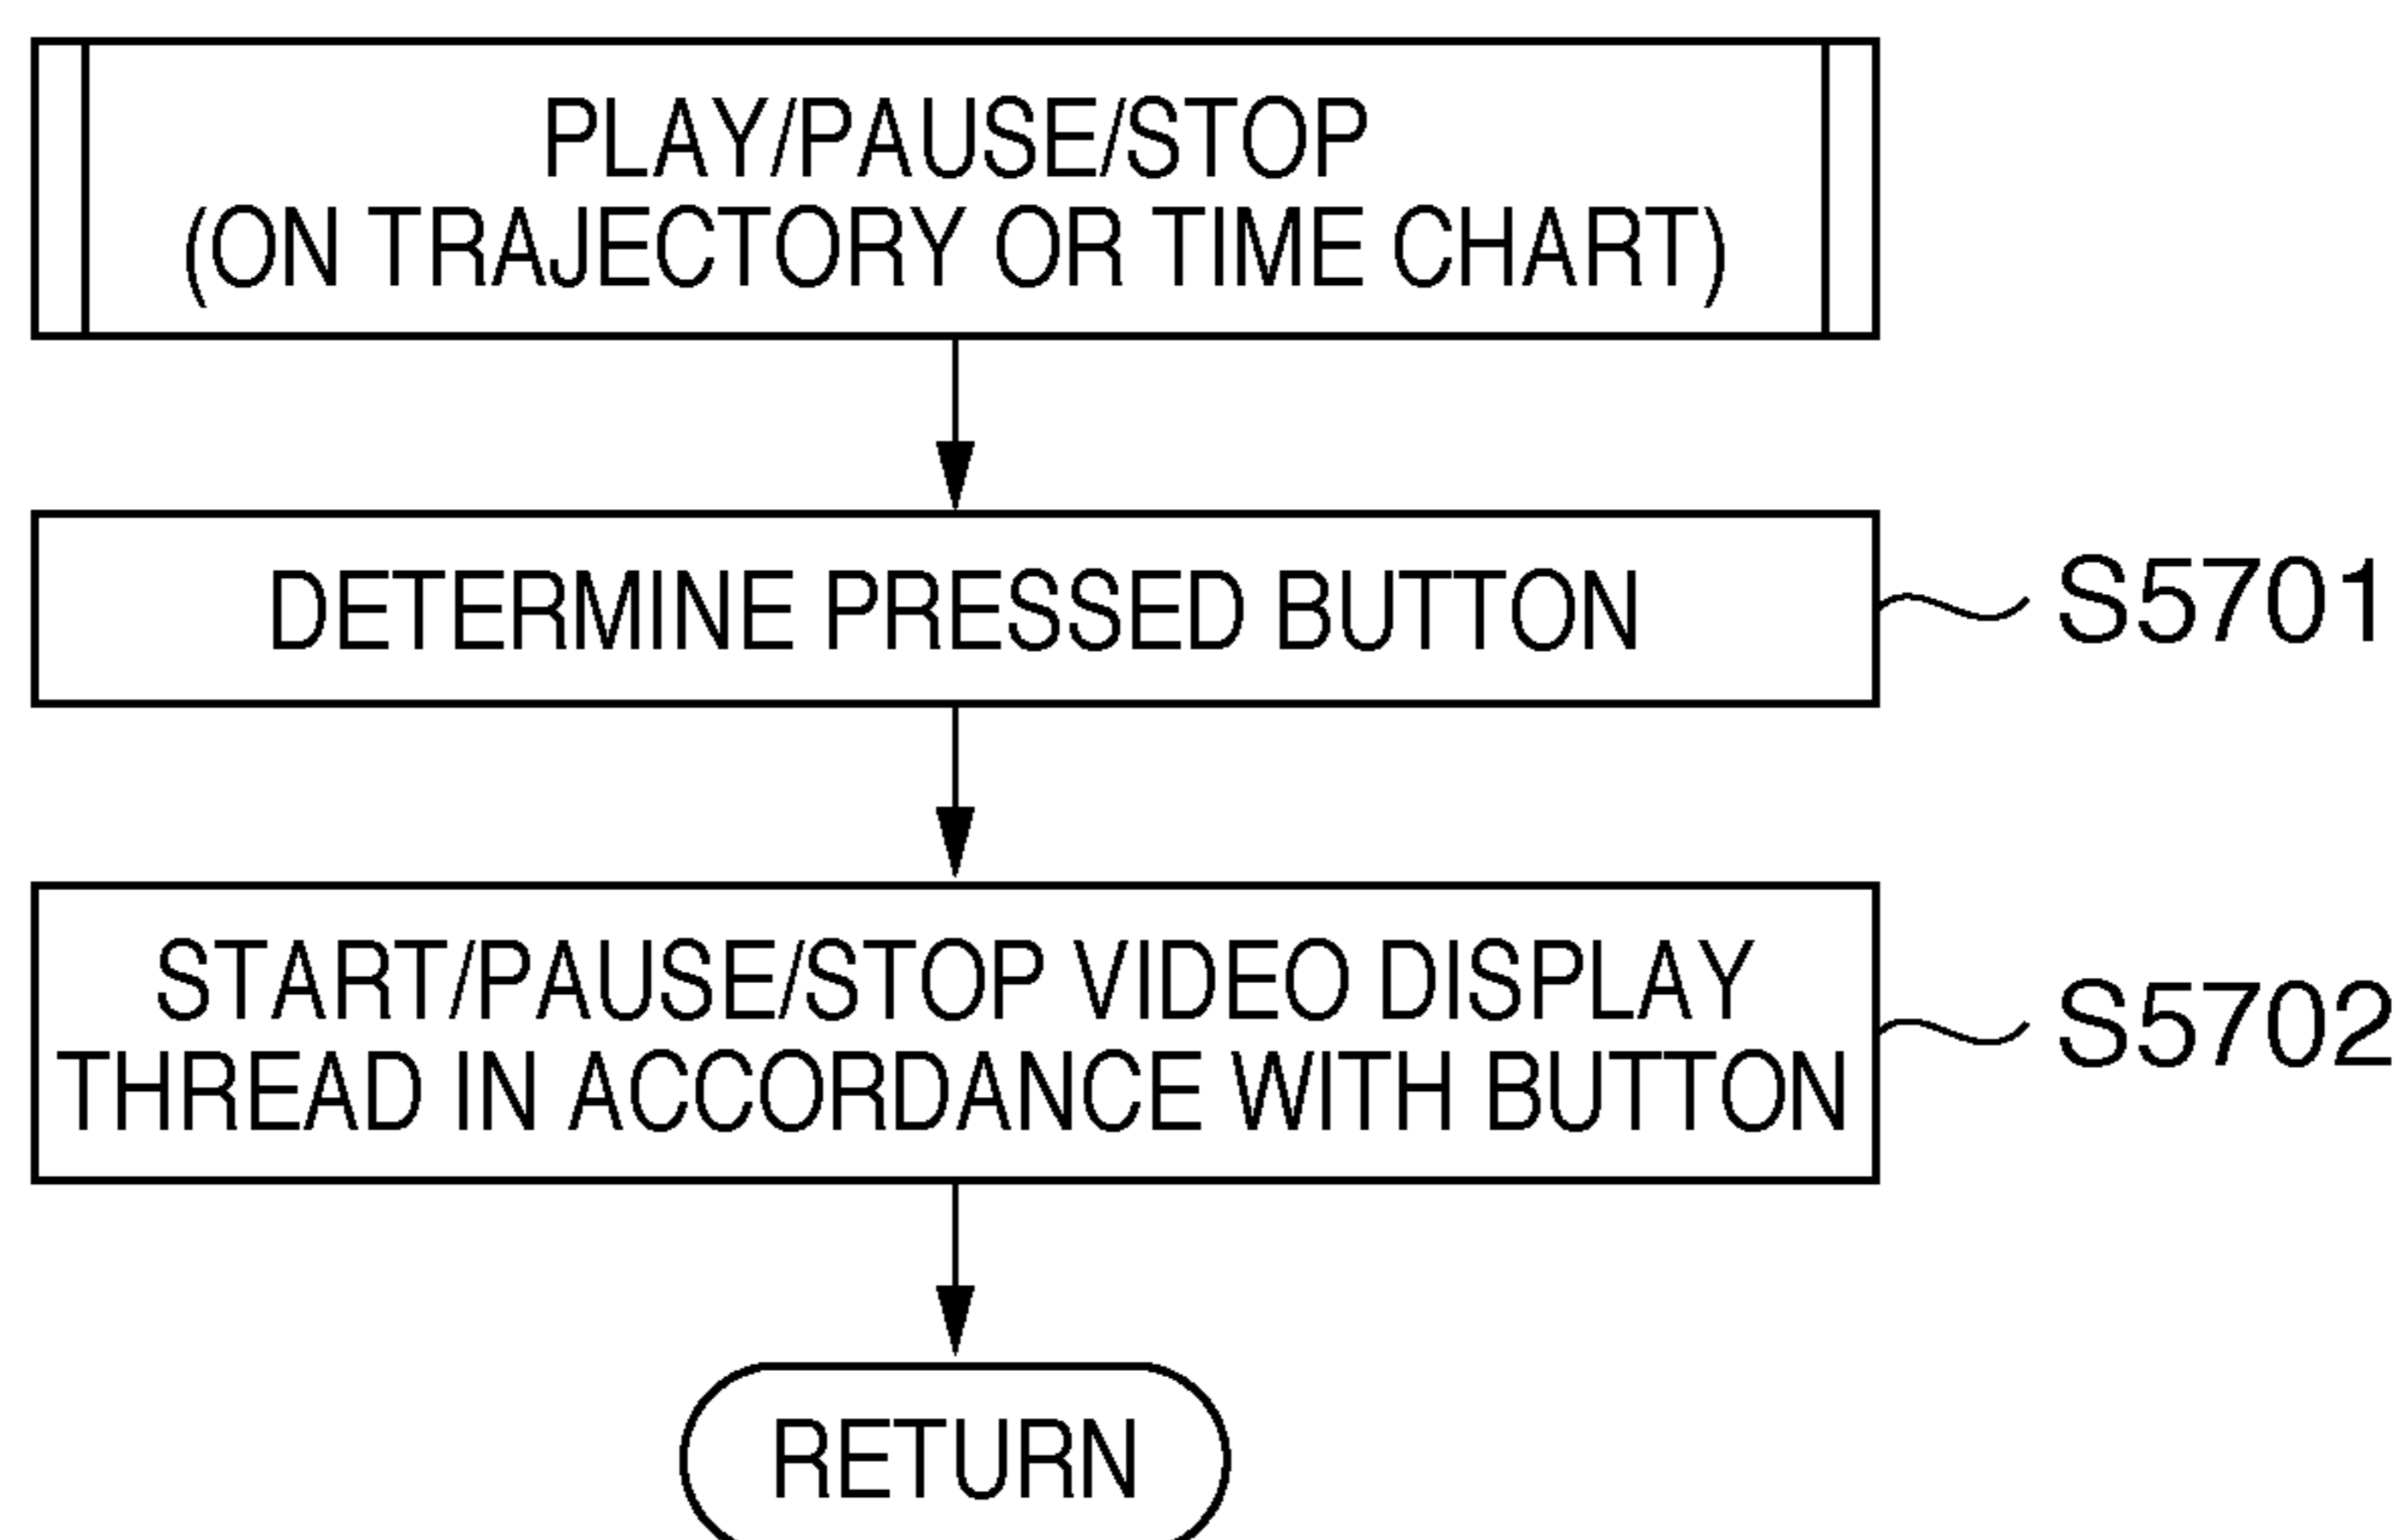 PLAY/PAUSE/STOP
(ON TRAJECTORY OR TIME CHART)
DETERMINE PRESSED BUTTON
S5701
START/PAUSE/STOP VIDEO DISPLAY
THREAD IN ACCORDANCE WITH BUTTON
S5702
RETURN